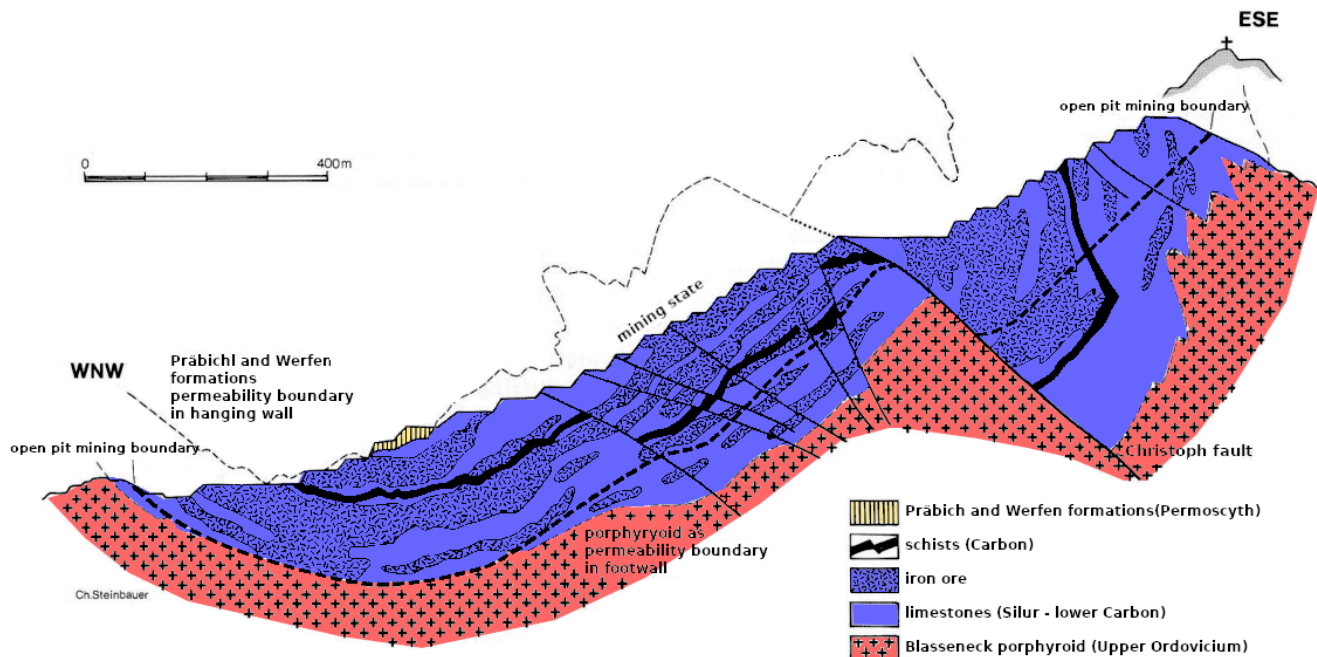 ESE
open pit mining boundary
0
400m
mining state
WNW
Präbichl and Werfen
formations
permeability boundary
in hanging wall
open pit mining boundary
Christoph fault
porphyryoid as
permeability boundary
in footwall
Ch.Steinbauer
Präbich and Werfen formations(Permoscyth)
schists (Carbon)
iron ore
limestones (Silur - lower Carbon)
Blasseneck porphyroid (Upper Ordovicium)